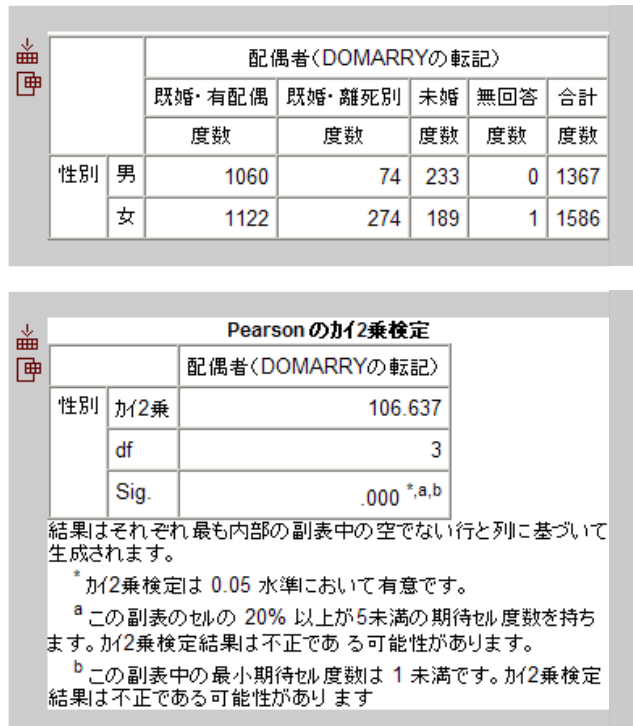 配偶者(DOMARRYの転記)
既婚・有配偶 既婚・離死別 未婚 無回答 合計
度数 度数 度数 度数 度数
性別 男 1060 74 233 0 1367
女 1122 274 189 1 1586
Pearsonのカイ2乗検定
配偶者(DOMARRYの転記)
性別 カイ2乗 106.637
df 3
Sig. .000 *,a,b
結果はそれぞれ最も内部の副表中の空でない行と列に基づいて
生成されます。
* カイ2乗検定は 0.05 水準において有意です。
a この副表のセルの 20% 以上が5未満の期待セル度数を持ち
ます。カイ2乗検定結果は不正である可能性があります。
b この副表中の最小期待セル度数は 1 未満です。カイ2乗検定
結果は不正である可能性があります